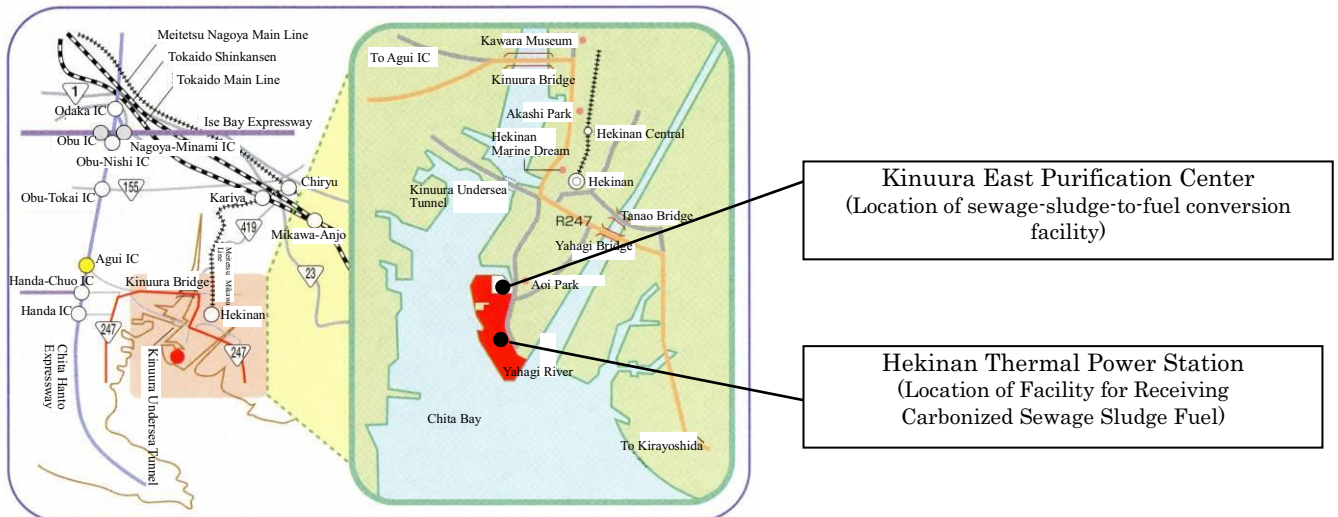 Meitetsu Nagoya Main Line
Tokaido Shinkansen
Tokaido Main Line
1
Odaka IC
Ise Bay Expressway
Obu IC
Nagoya-Minami IC
Obu-Nishi IC
155
Chiryu
Obu-Tokai IC
Kariya
419
Mikawa-Anjo
Meitetsu Mikawa
Line
Agui IC
23
Handa-Chuo IC
Kinuura Bridge
Handa IC
Hekinan
247
247
Chita Hanto
Expressway
Kinuura Undersea Tunnel
Kawara Museum
To Agui IC
Kinuura Bridge
Akashi Park
Hekinan Central
Hekinan
Marine Dream
Kinuura Undersea
Tunnel
Hekinan
R247
Tanao Bridge
Yahagi Bridge
Aoi Park
Yahagi River
Chita Bay
To Kirayoshida
Kinuura East Purification Center
(Location of sewage-sludge-to-fuel conversion
facility)
Hekinan Thermal Power Station
(Location of Facility for Receiving
Carbonized Sewage Sludge Fuel)